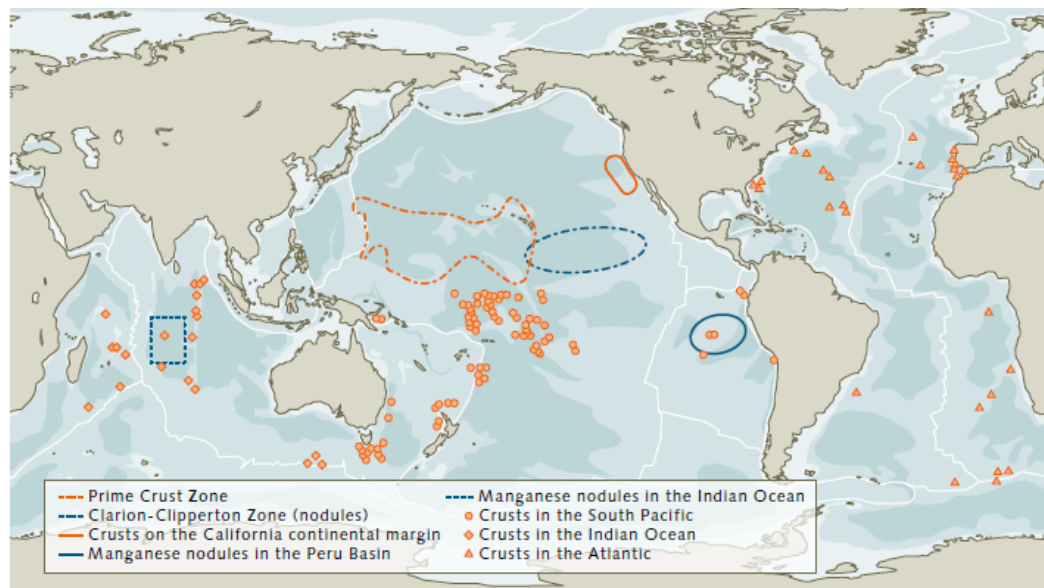 Prime Crust Zone
Clarion-Clipperton Zone (nodules)
Crusts on the California continental margin
Manganese nodules in the Peru Basin
Manganese nodules in the Indian Ocean
Crusts in the South Pacific
Crusts in the Indian Ocean
Crusts in the Atlantic